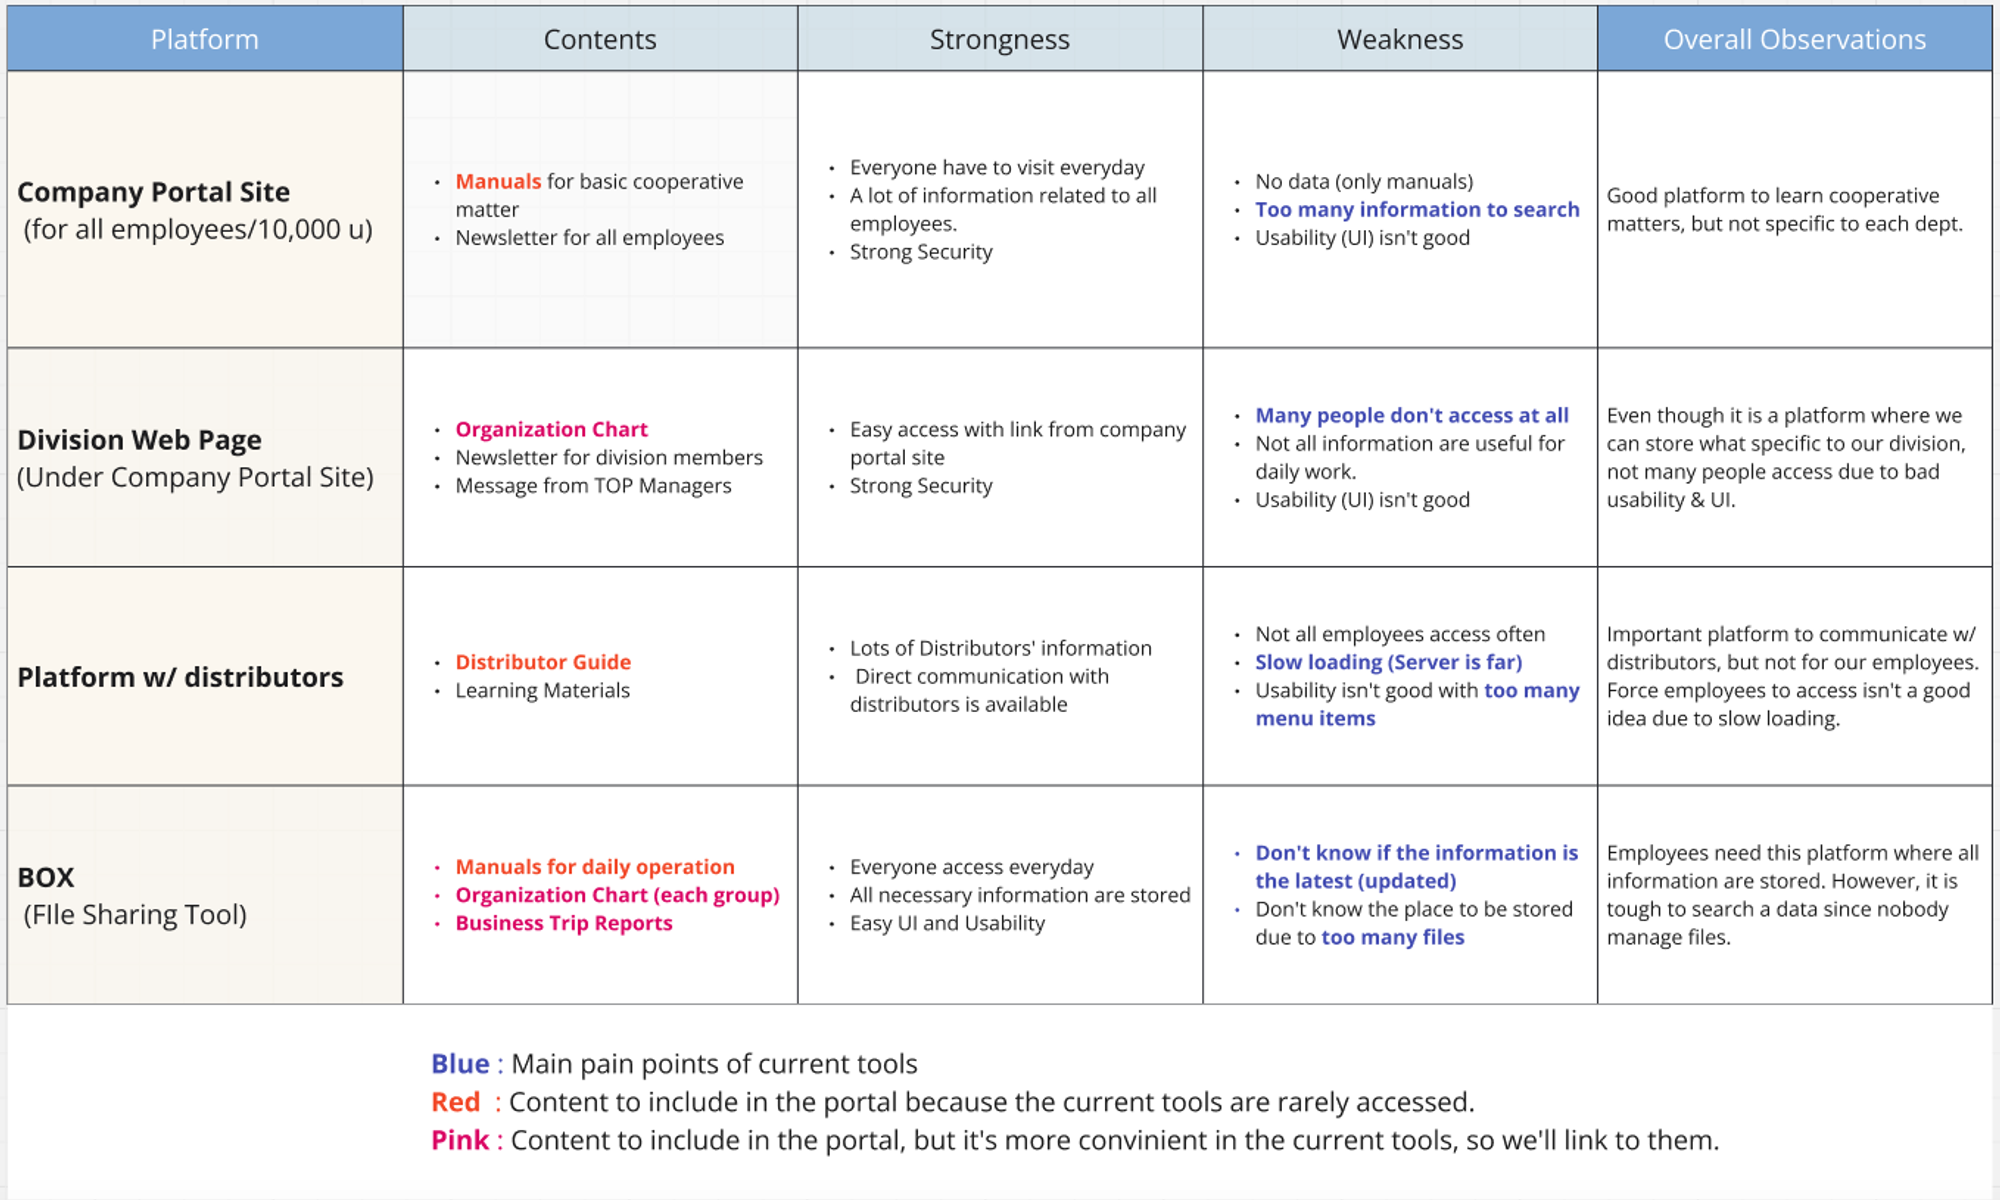 Platform
Contents
Strongness
Weakness
Overall Observations
Company Portal Site
(for all employees/10,000 u)
• Manuals for basic cooperative
matter
• Newsletter for all employees
• Everyone have to visit everyday
• A lot of information related to all
employees.
• Strong Security
• No data (only manuals)
• Too many information to search
• Usability (UI) isn't good
Good platform to learn cooperative
matters, but not specific to each dept.
Division Web Page
(Under Company Portal Site)
• Organization Chart
• Newsletter for division members
• Message from TOP Managers
• Easy access with link from company
portal site
• Strong Security
• Many people don't access at all
• Not all information are useful for
daily work.
• Usability (UI) isn't good
Even though it is a platform where we
can store what specific to our division,
not many people access due to bad
usability & UI.
Platform w/ distributors
• Distributor Guide
• Learning Materials
• Lots of Distributors' information
• Direct communication with
distributors is available
• Not all employees access often
• Slow loading (Server is far)
• Usability isn't good with too many
menu items
Important platform to communicate w/
distributors, but not for our employees.
Force employees to access isn't a good
idea due to slow loading.
BOX
(FIle Sharing Tool)
• Manuals for daily operation
• Organization Chart (each group)
• Business Trip Reports
• Everyone access everyday
• All necessary information are stored
• Easy UI and Usability
• Don't know if the information is
the latest (updated)
• Don't know the place to be stored
due to too many files
Employees need this platform where all
information are stored. However, it is
tough to search a data since nobody
manage files.
Blue : Main pain points of current tools
Red : Content to include in the portal because the current tools are rarely accessed.
Pink : Content to include in the portal, but it's more convinient in the current tools, so we'll link to them.